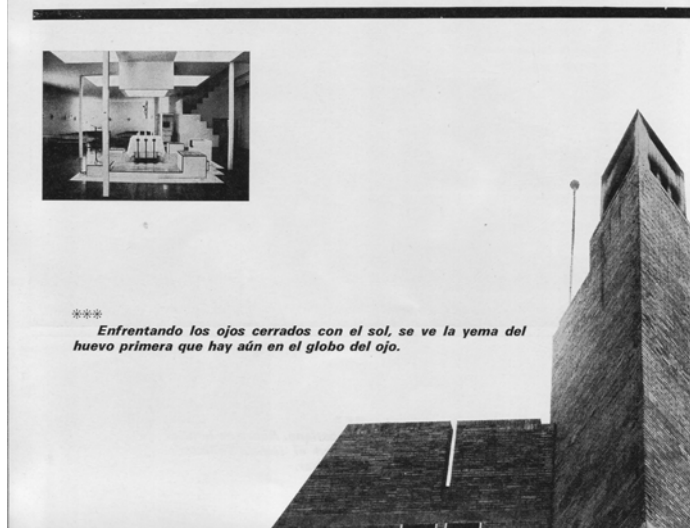 ***
Enfrentando los ojos cerrados con el sol, se ve la yema del
huevo primera que hay aún en el globo del ojo.